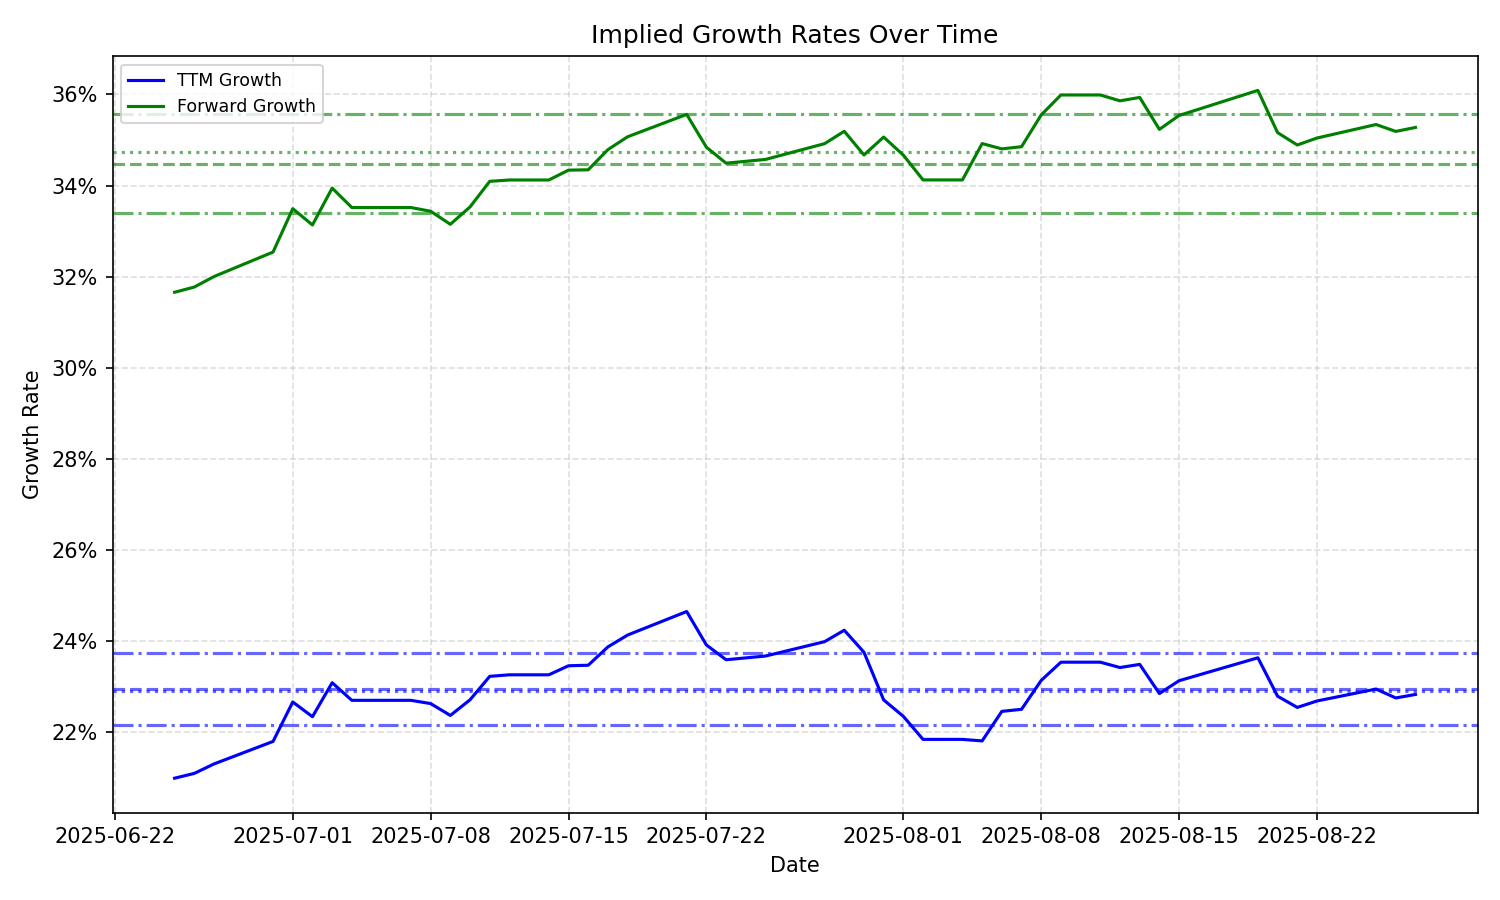 Implied Growth Rates Over Time
TTM Growth
Forward Growth
36%
34%
32%
30%
28%
26%
24%
22%
Growth Rate
2025-06-22 2025-07-01 2025-07-08 2025-07-15 2025-07-22 2025-08-01 2025-08-08 2025-08-15 2025-08-22
Date